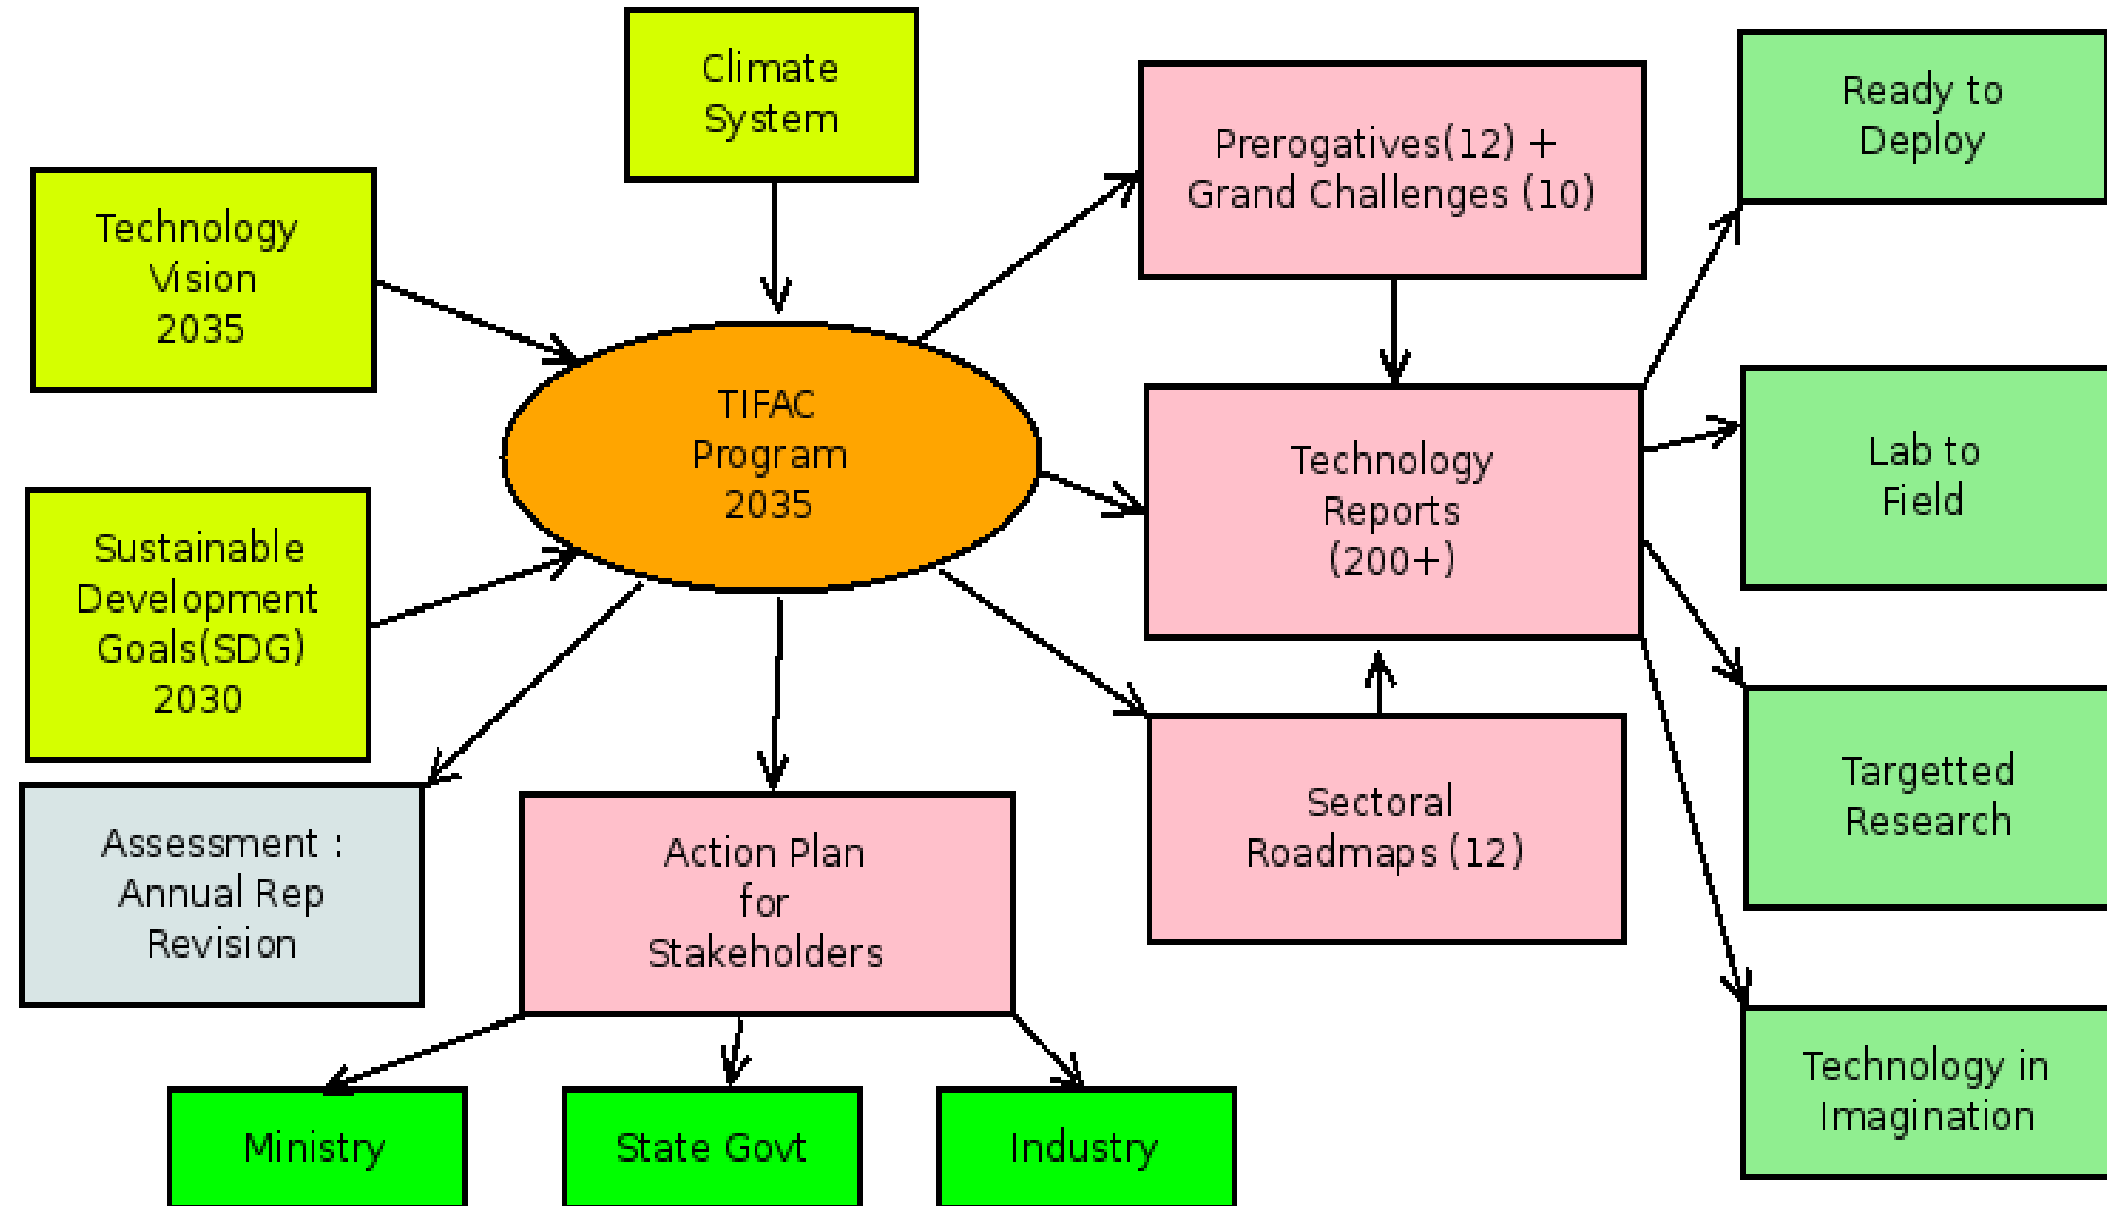 Climate
System
Technology
Vision
2035
Prerogatives(12) +
Grand Challenges (10)
Ready to
Deploy
TIFAC
Program
2035
Technology
Reports
(200+)
Lab to
Field
Sustainable
Development
Goals(SDG)
2030
Targetted
Research
Assessment :
Annual Rep
Revision
Action Plan
for
Stakeholders
Sectoral
Roadmaps (12)
Technology in
Imagination
Ministry
State Govt
Industry